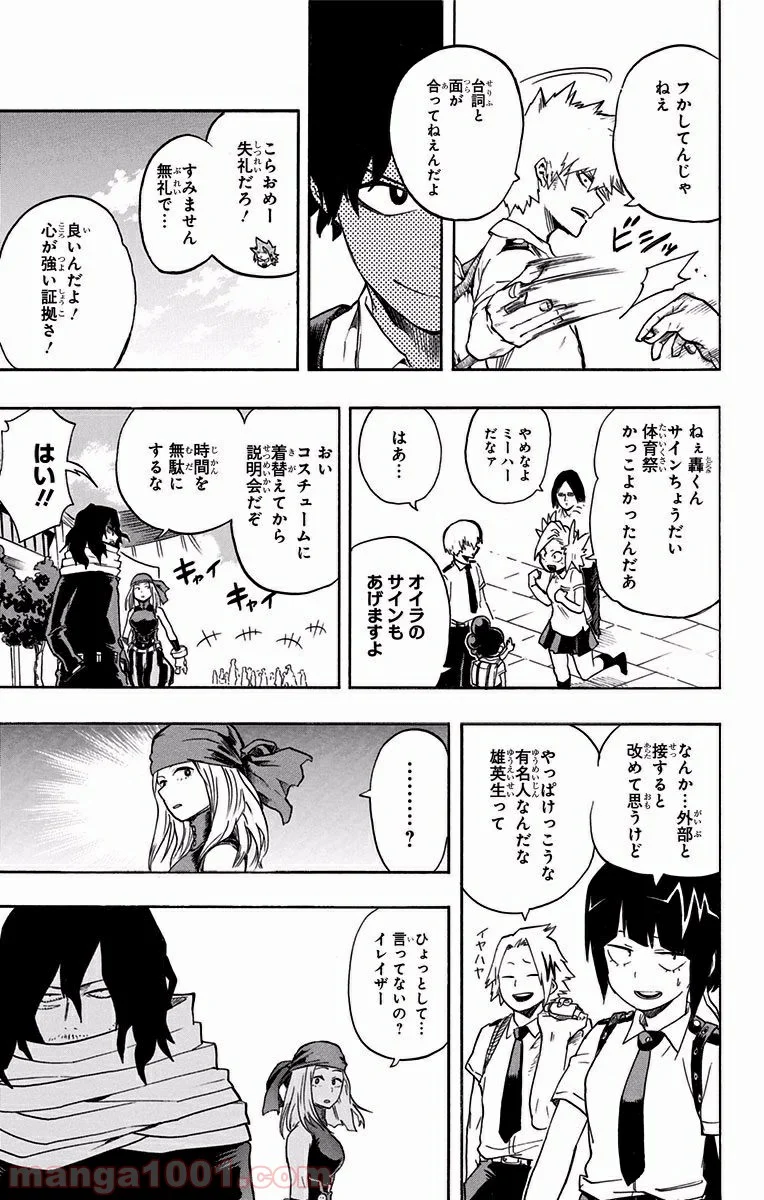 フかしてんじゃ
ねえ
台詞と
面が
合ってねえんだよ
ビシッ
こらおめー
失礼だろ！
すみません
無礼で…
良いんだよ！
心が強い証拠さ！
ねぇ轟くん
サインちょうだい
体育祭
かっこよかったんだあ
やめなよ
ミーハー
だなァ
はあ…
オイラの
サインも
あげますよ
おい
コスチュームに
着替えてから
説明会だぞ
時間を
無駄に
するな
はい！！
キャイ
キャイ
なんか…外部と
接すると
改めて思うけど
やっぱけっこうな
有名人なんだな
雄英生って
イヤハヤ
………？
ひょっとして…
言ってないの？
イレイザー
manga1001.com